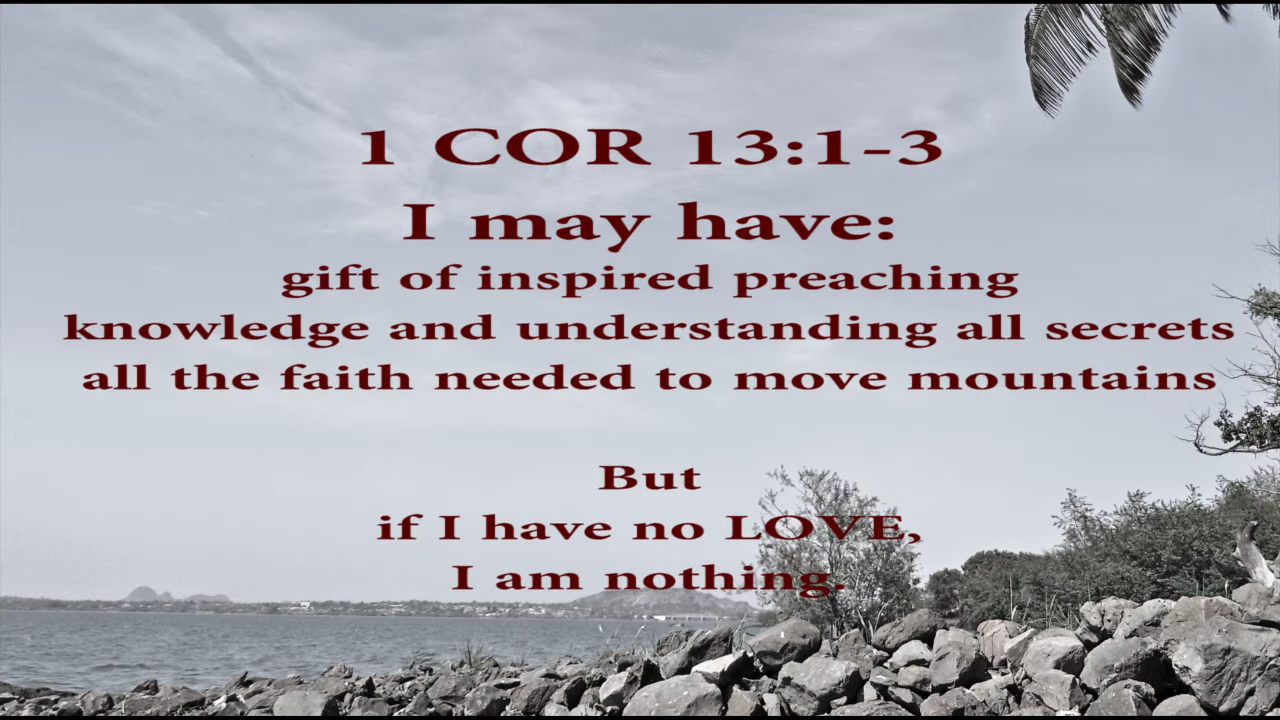 1 COR 13:1-3
I may have:
gift of inspired preaching
knowledge and understanding all secrets
all the faith needed to move mountains
But
if I have no LOVE,
I am nothing.